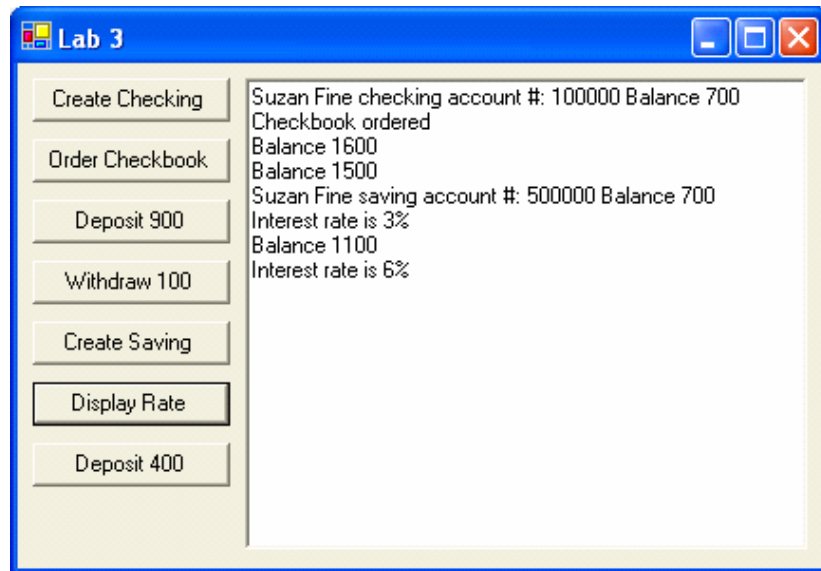 Lab 3
Create Checking
Order Checkbook
Deposit 900
Withdraw 100
Create Saving
Display Rate
Deposit 400
Suzan Fine checking account #: 100000 Balance 700
Checkbook ordered
Balance 1600
Balance 1500
Suzan Fine saving account #: 500000 Balance 700
Interest rate is 3%
Balance 1100
Interest rate is 6%